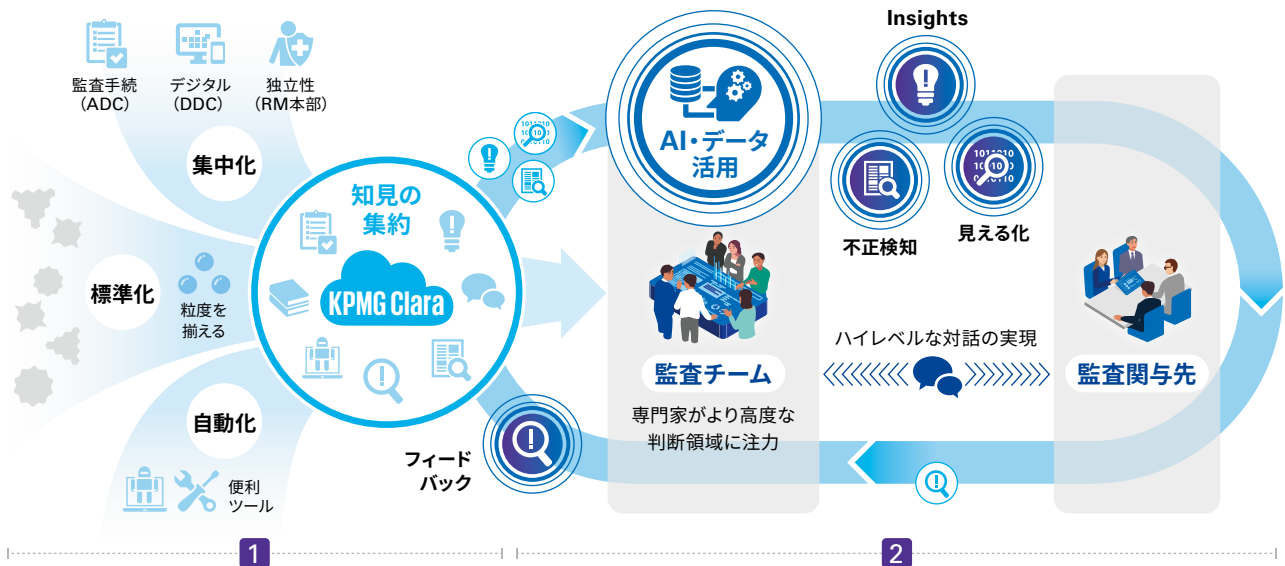 監査手続
(ADC)
デジタル
(DDC)
独立性
(RM本部)
集中化
標準化
粒度を
揃える
自動化
便利
ツール
知見の
集約
KPMG Clara
フィード
バック
AI・データ
活用
監査チーム
専門家がより高度な
判断領域に注力
Insights
不正検知
見える化
ハイレベルな対話の実現
監査関与先
1
2